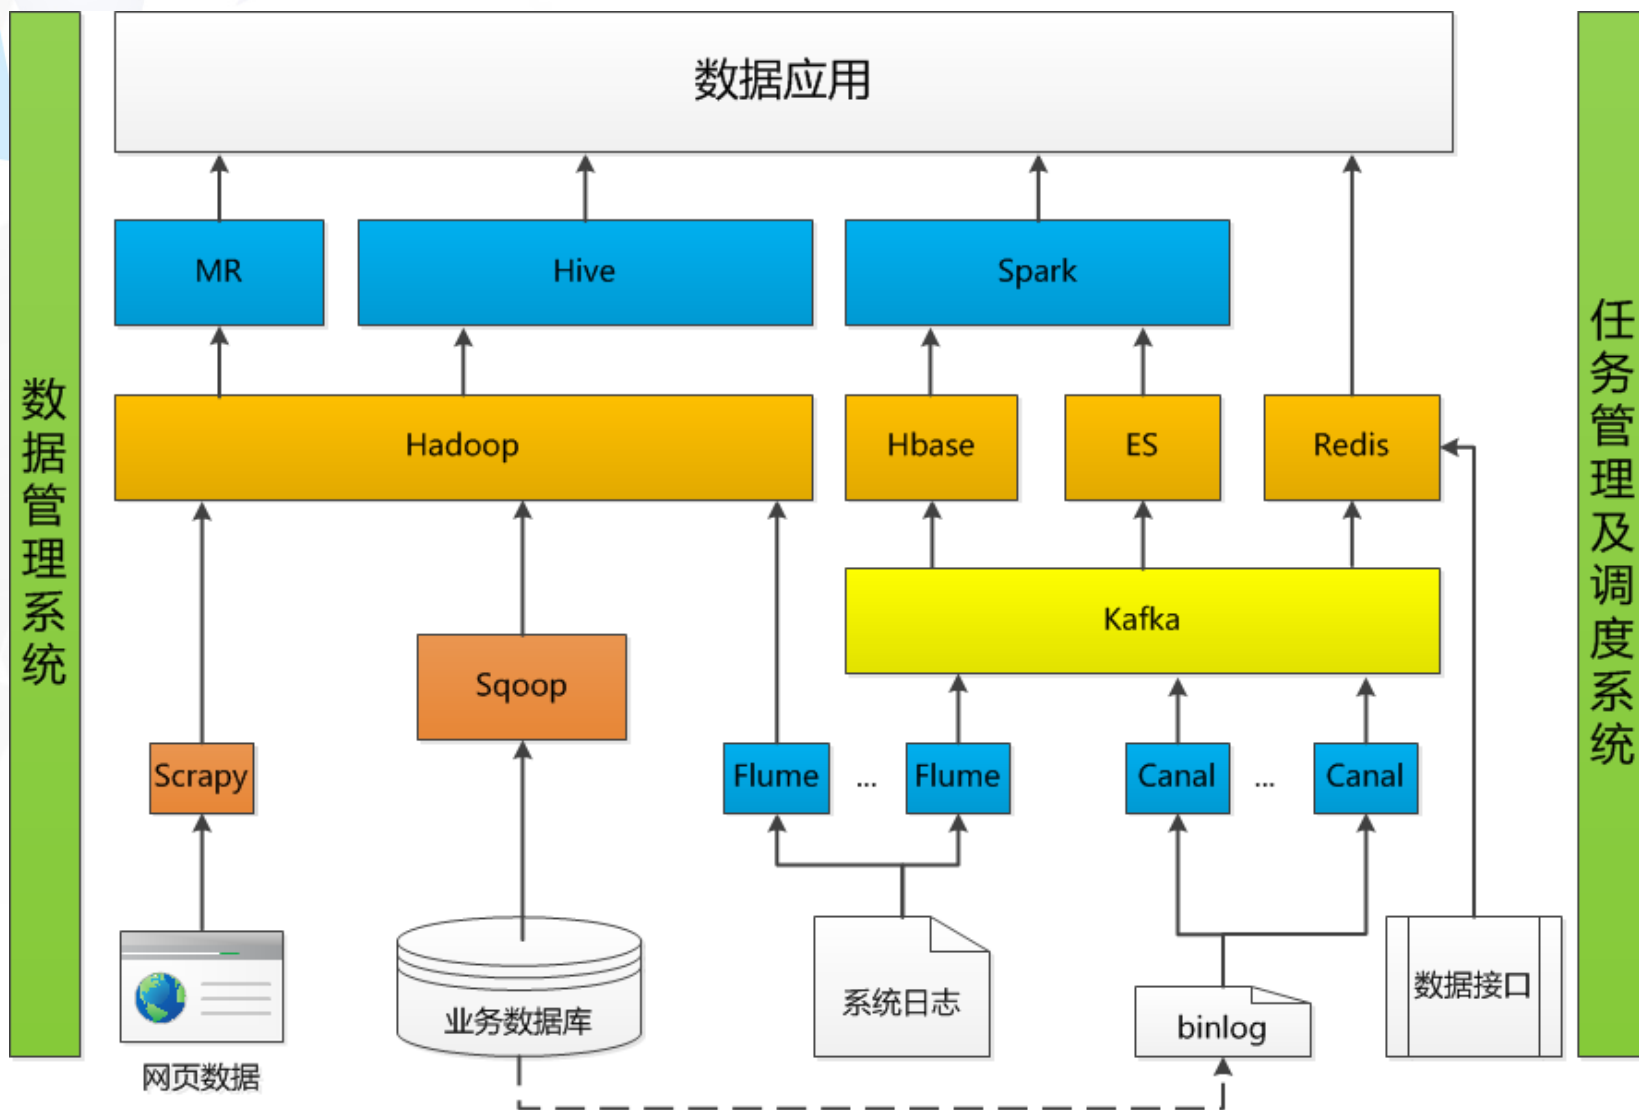 数据应用
数据管理系统
任务管理及调度系统
MR
Hive
Spark
Hadoop
Hbase
ES
Redis
Kafka
Sqoop
Scrapy
Flume
...
Flume
Canal
...
Canal
网页数据
业务数据库
系统日志
binlog
数据接口